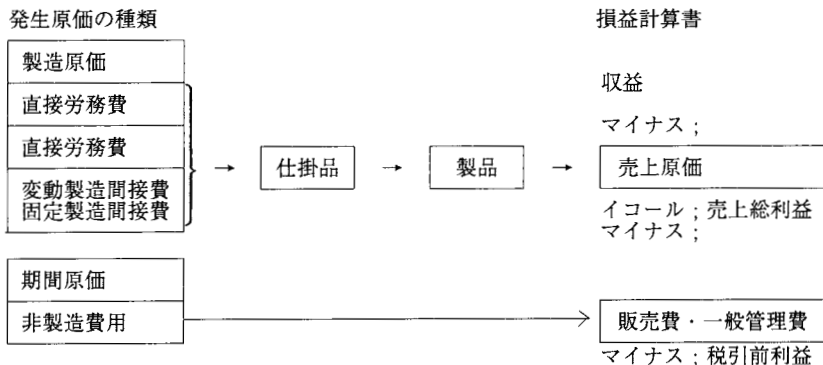 発生原価の種類
損益計算書
製造原価
直接労務費
直接労務費
変動製造間接費
固定製造間接費
→ 仕掛品 → 製品 →
収益
マイナス；
売上原価
イコール；売上総利益
マイナス；
期間原価
非製造費用
販売費・一般管理費
マイナス；税引前利益